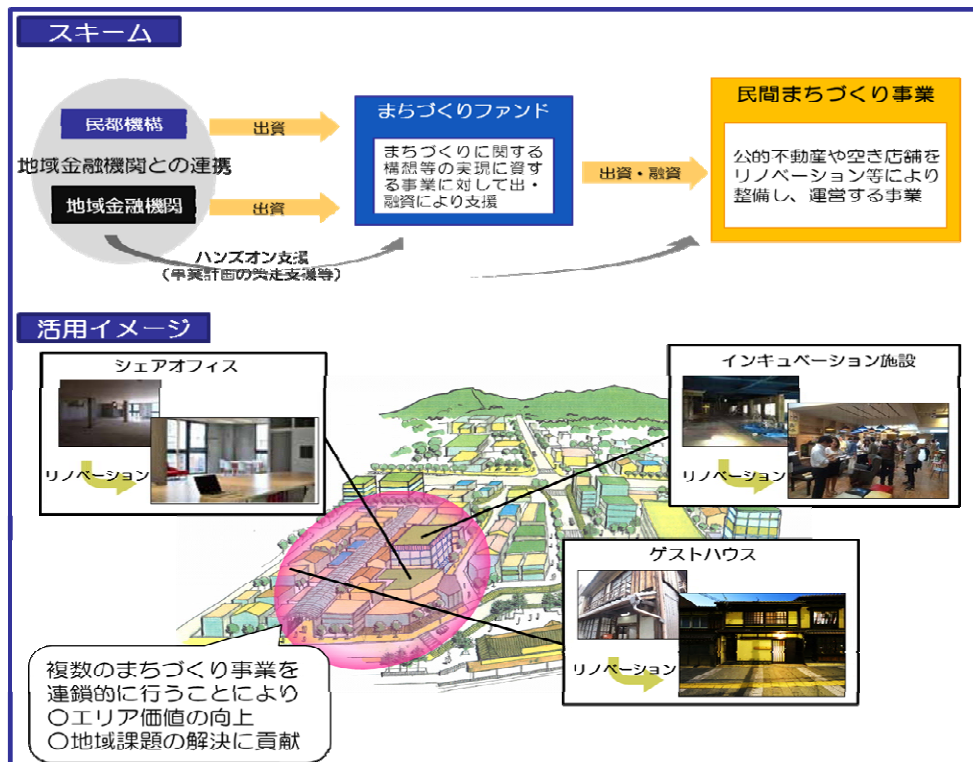 スキーム
民都機構
地域金融機関との連携
地域金融機関
出資
出資
まちづくりファンド
まちづくりに関する
構想等の実現に資す
る事業に対して出・
融資により支援
出資・融資
民間まちづくり事業
公的不動産や空き店舗を
リノベーション等により
整備し、運営する事業
ハンズオン支援
活用イメージ
シェアオフィス
リノベーション
インキュベーション施設
リノベーション
ゲストハウス
リノベーション
複数のまちづくり事業を
連鎖的に行うことにより
○エリア価値の向上
○地域課題の解決に貢献